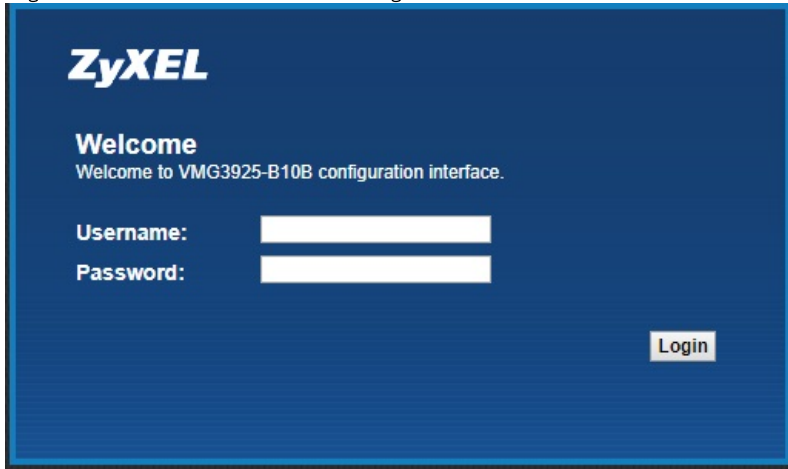 ZyXEL
Welcome
Welcome to VMG3925-B10B configuration interface.
Username:
Password:
Login